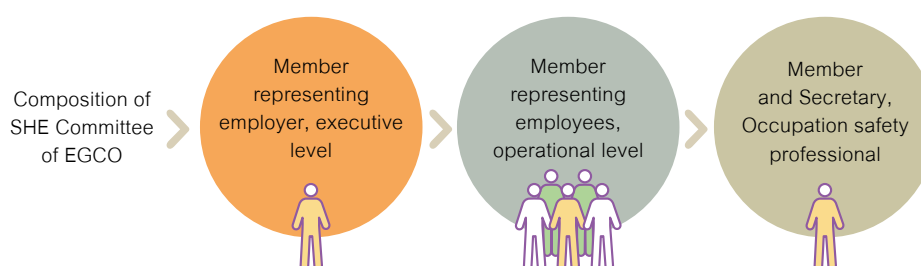 Composition of
SHE Committee
of EGCO
Member
representing
employer, executive
level
Member
representing
employees,
operational level
Member
and Secretary,
Occupation safety
professional